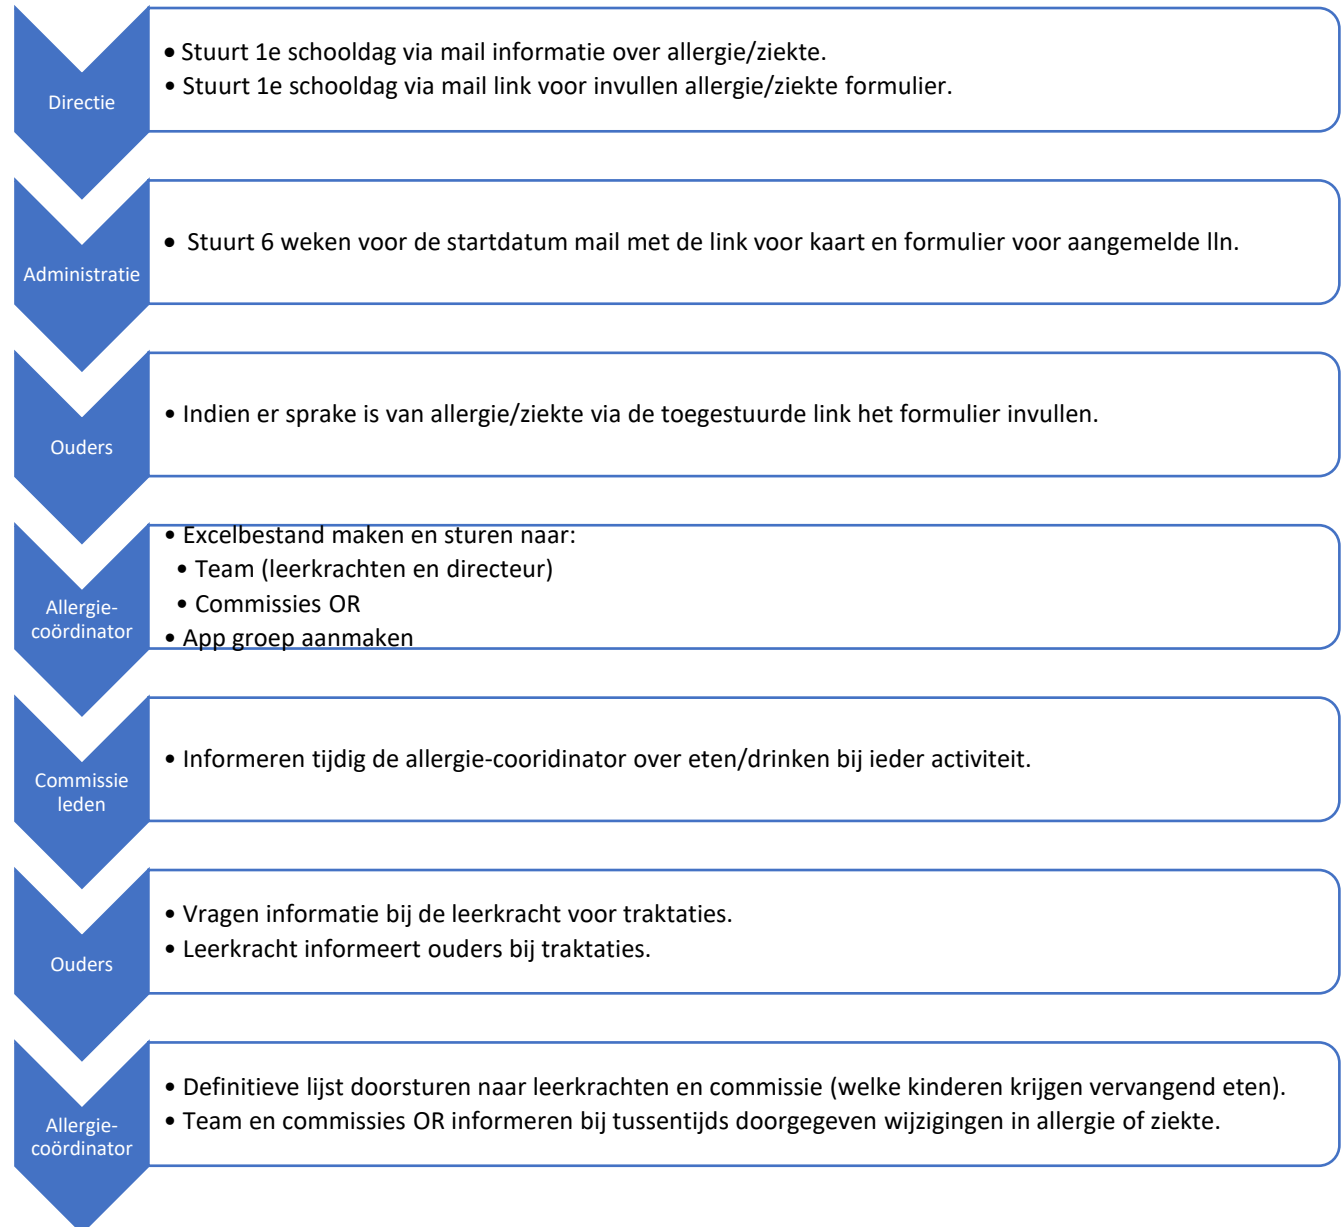 Directie
• Stuurt 1e schooldag via mail informatie over allergie/ziekte.
• Stuurt 1e schooldag via mail link voor invullen allergie/ziekte formulier.
Administratie
• Stuurt 6 weken voor de startdatum mail met de link voor kaart en formulier voor aangemelde lln.
Ouders
• Indien er sprake is van allergie/ziekte via de toegestuurde link het formulier invullen.
Allergie-
coördinator
• Excelbestand maken en sturen naar:
• Team (leerkrachten en directeur)
• Commissies OR
• App groep aanmaken
Commissie
leden
• Informeren tijdig de allergie-cooridinator over eten/drinken bij ieder activiteit.
Ouders
• Vragen informatie bij de leerkracht voor traktaties.
• Leerkracht informeert ouders bij traktaties.
Allergie-
coördinator
• Definitieve lijst doorsturen naar leerkrachten en commissie (welke kinderen krijgen vervangend eten).
• Team en commissies OR informeren bij tussentijds doorgegeven wijzigingen in allergie of ziekte.